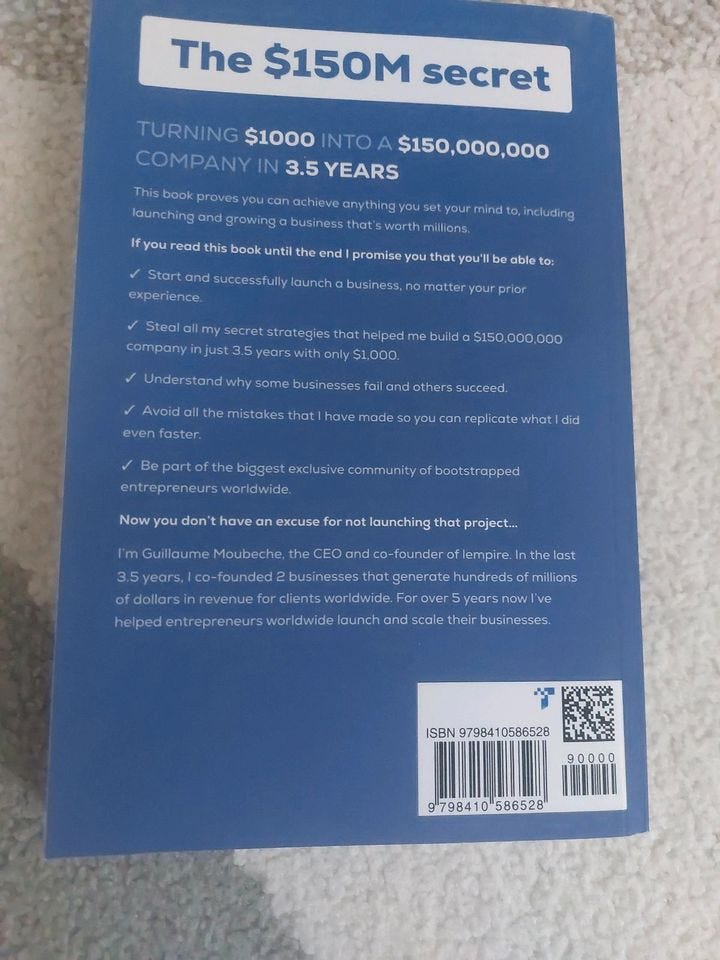 The $150M secret
TURNING $1000 INTO A $150,000,000
COMPANY IN 3.5 YEARS
This book proves you can achieve anything you set your mind to, including
launching and growing a business that's worth millions.
If you read this book until the end I promise you that you'll be able to:
✓ Start and successfully launch a business, no matter your prior
experience.
✓ Steal all my secret strategies that helped me build a $150,000,000
company in just 3.5 years with only $1,000.
✓ Understand why some businesses fail and others succeed.
✓ Avoid all the mistakes that I have made so you can replicate what I did
even faster.
✓ Be part of the biggest exclusive community of bootstrapped
entrepreneurs worldwide.
Now you don't have an excuse for not launching that project...
I'm Guillaume Moubeche, the CEO and co-founder of lempire. In the last
3.5 years, I co-founded 2 businesses that generate hundreds of millions
of dollars in revenue for clients worldwide. For over 5 years now I've
helped entrepreneurs worldwide launch and scale their businesses.
ISBN 9798410586528
90000
9 798410 586528